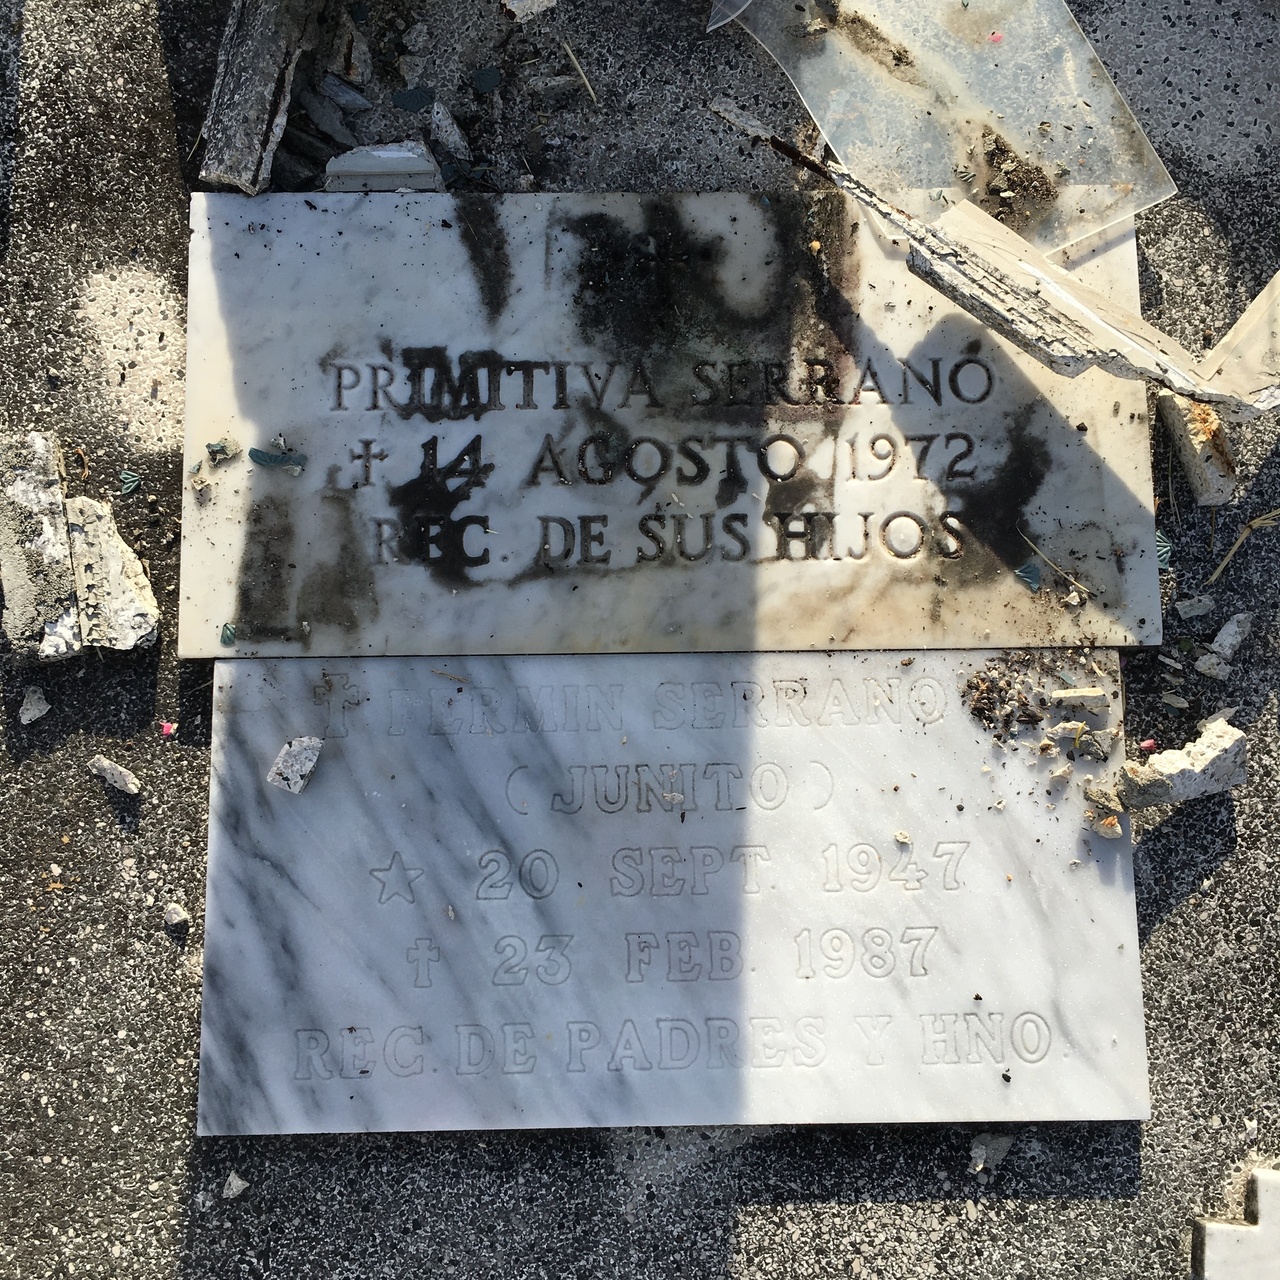 PRIMITIVA SERRANO
✝ 14 AGOSTO 1972
REC. DE SUS HIJOS
✝ FERMIN SERRANO
(JUNITO)
☆ 20 SEPT. 1947
✝ 23 FEB. 1987
REC. DE PADRES Y HNO